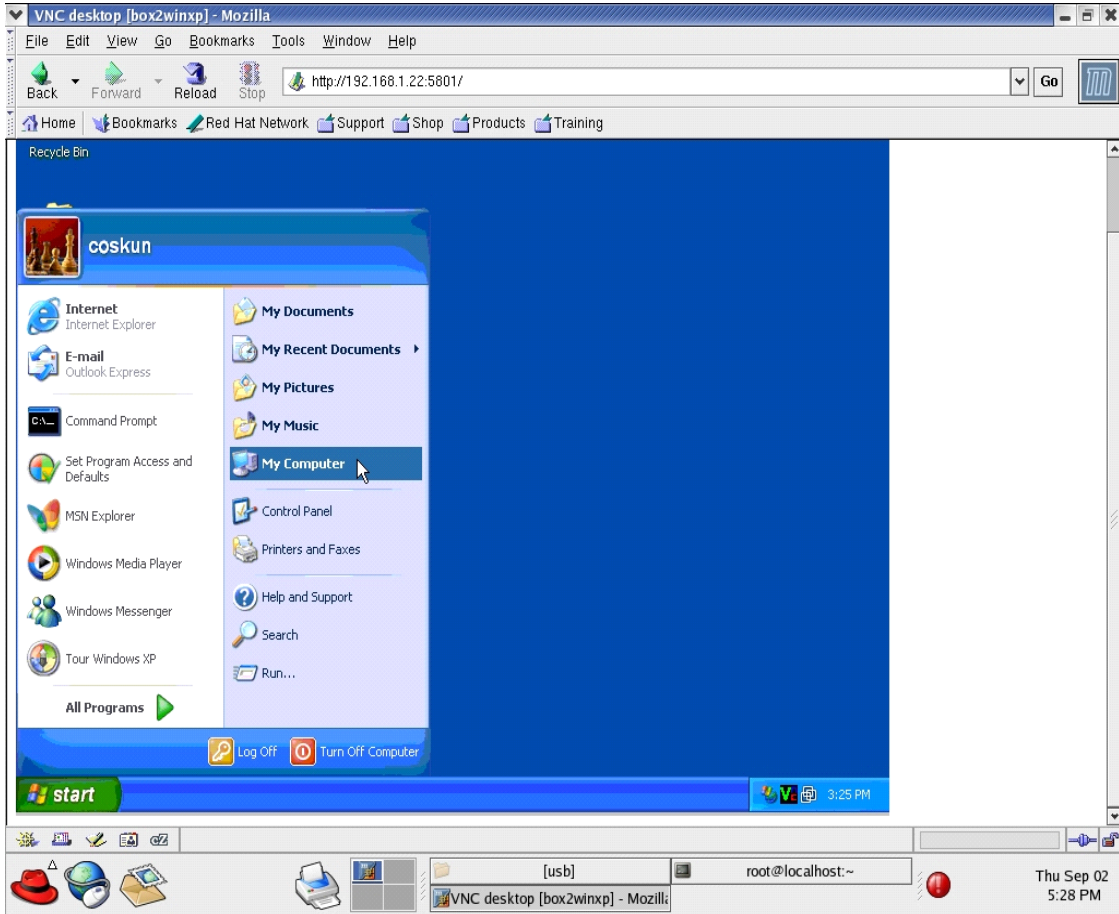 VNC desktop [box2winxp] - Mozilla
File Edit View Go Bookmarks Tools Window Help
Back Forward Reload Stop http://192.168.1.22:5801/ Go
Home Bookmarks Red Hat Network Support Shop Products Training
Recycle Bin
coskun
Internet
Internet Explorer
E-mail
Outlook Express
Command Prompt
Set Program Access and
Defaults
MSN Explorer
Windows Media Player
Windows Messenger
Tour Windows XP
All Programs
My Documents
My Recent Documents
My Pictures
My Music
My Computer
Control Panel
Printers and Faxes
Help and Support
Search
Run...
Log Off Turn Off Computer
start 3:25 PM
[usb] root@localhost:~
VNC desktop [box2winxp] - Mozilla
Thu Sep 02
5:28 PM